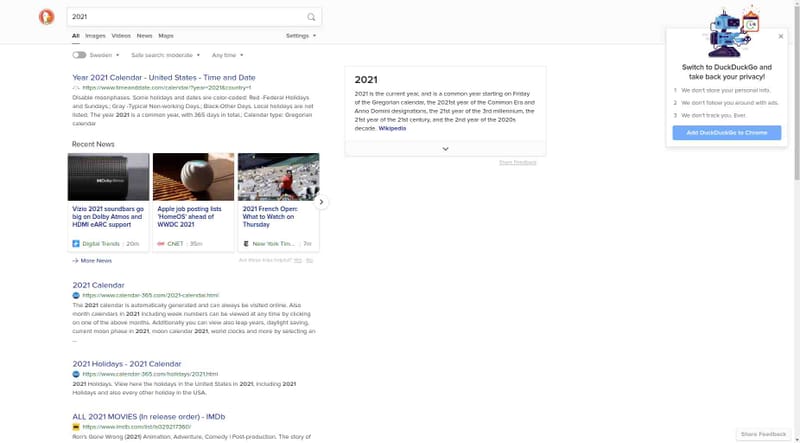 2021
All Images Videos News Maps Settings
Sweden Safe search: moderate Any time
Year 2021 Calendar - United States - Time and Date
https://www.timeanddate.com/calendar/?year=2021&country=1
Disable moonphases. Some holidays and dates are color-coded: Red -Federal Holidays
and Sundays.; Gray -Typical Non-working Days.; Black-Other Days. Local holidays are not
listed. The year 2021 is a common year, with 365 days in total.; Calendar type: Gregorian
calendar
Recent News
Dolby Atmos
Vizio 2021 soundbars go
big on Dolby Atmos and
HDMI eARC support
Digital Trends | 20m
Apple job posting lists
'HomeOS' ahead of
WWDC 2021
CNET | 35m
2021 French Open:
What to Watch on
Thursday
New York Tim... | 7m
More News
Are these links helpful? Yes No
2021 Calendar
https://www.calendar-365.com/2021-calendar.html
The 2021 calendar is automatically generated and can always be visited online. Also
month calendars in 2021 including week numbers can be viewed at any time by clicking
on one of the above months. Additionally you can view also leap years, daylight saving,
current moon phase in 2021, moon calendar 2021, world clocks and more by selecting an
...
2021 Holidays - 2021 Calendar
https://www.calendar-365.com/holidays/2021.html
2021 Holidays. View here the holidays in the United States in 2021, including 2021
Holidays and also every other holiday in the USA.
ALL 2021 MOVIES (In release order) - IMDb
https://www.imdb.com/list/ls029217360/
Ron's Gone Wrong (2021) Animation, Adventure, Comedy | Post-production. The story of
2021
2021 is the current year, and is a common year starting on Friday
of the Gregorian calendar, the 2021st year of the Common Era and
Anno Domini designations, the 21st year of the 3rd millennium, the
21st year of the 21st century, and the 2nd year of the 2020s
decade. Wikipedia
Share Feedback
Switch to DuckDuckGo and
take back your privacy!
1 We don't store your personal info.
2 We don't follow you around with ads.
3 We don't track you. Ever.
Add DuckDuckGo to Chrome
Share Feedback